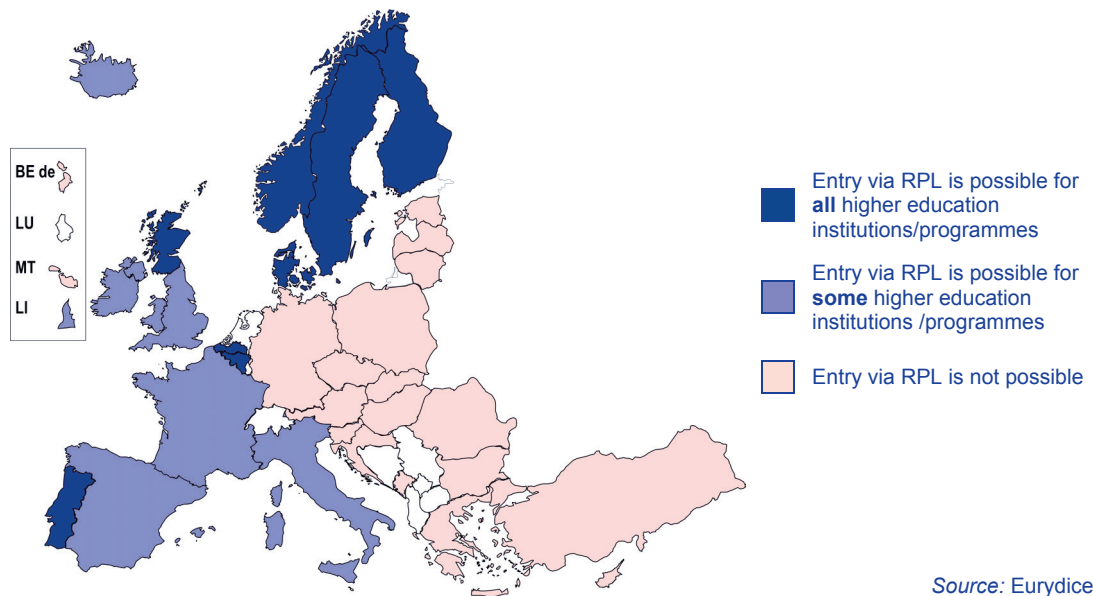 BE de
LU
MT
LI
Entry via RPL is possible for
all higher education
institutions/programmes
Entry via RPL is possible for
some higher education
institutions /programmes
Entry via RPL is not possible
Source: Eurydice